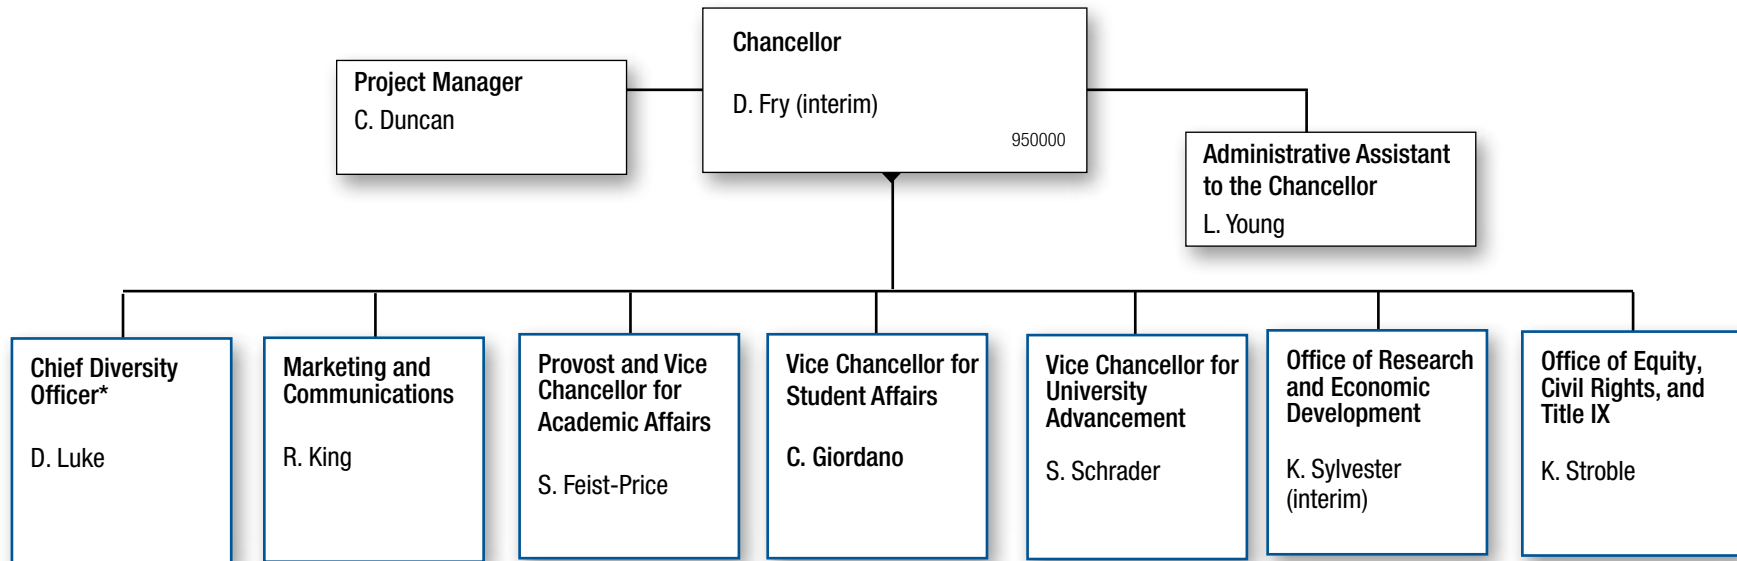 Chancellor
D. Fry (interim)
950000
Project Manager
C. Duncan
Administrative Assistant
to the Chancellor
L. Young
Chief Diversity
Officer*
D. Luke
Marketing and
Communications
R. King
Provost and Vice
Chancellor for
Academic Affairs
S. Feist-Price
Vice Chancellor for
Student Affairs
C. Giordano
Vice Chancellor for
University
Advancement
S. Schrader
Office of Research
and Economic
Development
K. Sylvester
(interim)
Office of Equity,
Civil Rights, and
Title IX
K. Stroble